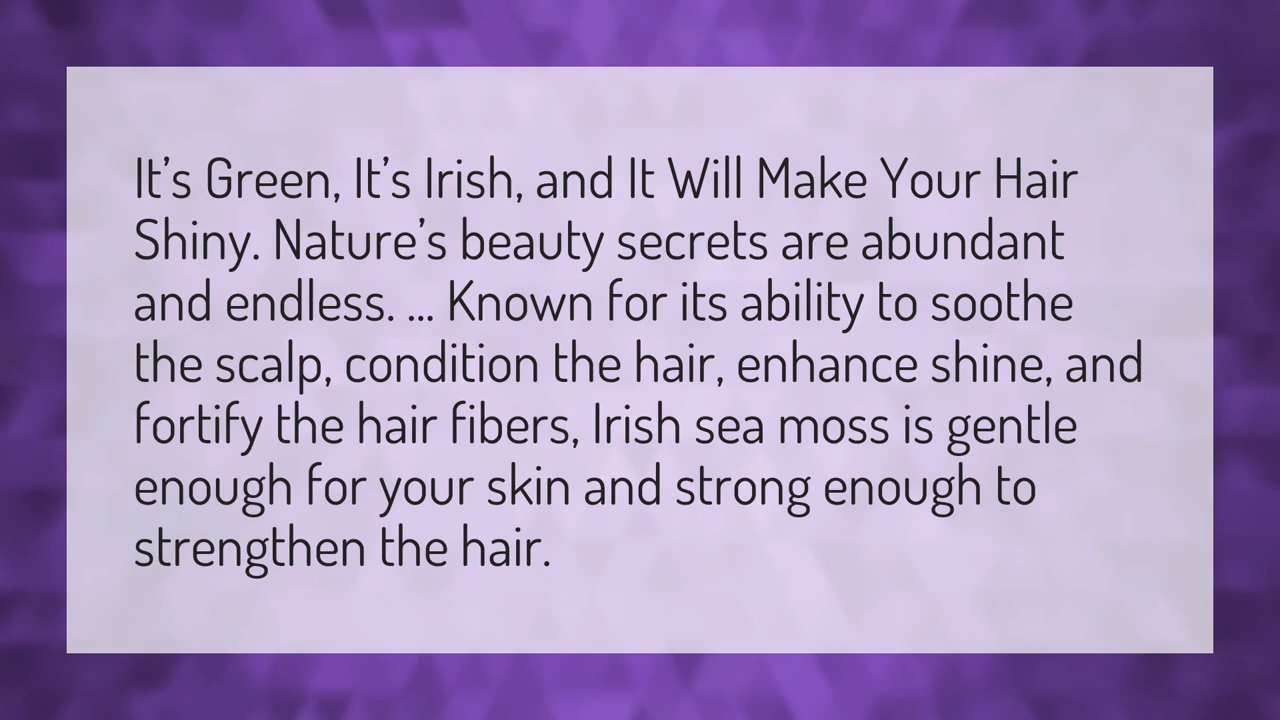 It’s Green, It’s Irish, and It Will Make Your Hair
Shiny. Nature’s beauty secrets are abundant
and endless. ... Known for its ability to soothe
the scalp, condition the hair, enhance shine, and
fortify the hair fibers, Irish sea moss is gentle
enough for your skin and strong enough to
strengthen the hair.